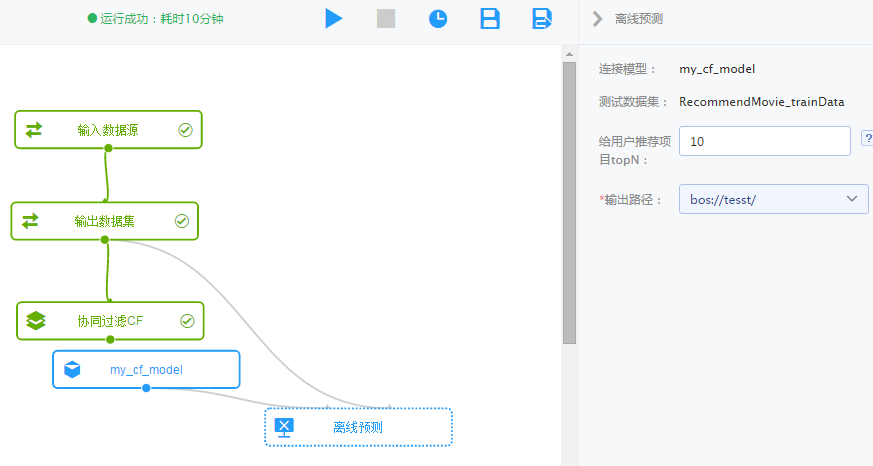 运行成功：耗时10分钟
离线预测
连接模型：
my_cf_model
测试数据集：
RecommendMovie_trainData
给用户推荐项
目topN：
10
?
*输出路径：
bos://tesst/
输入数据源
输出数据集
协同过滤CF
my_cf_model
离线预测